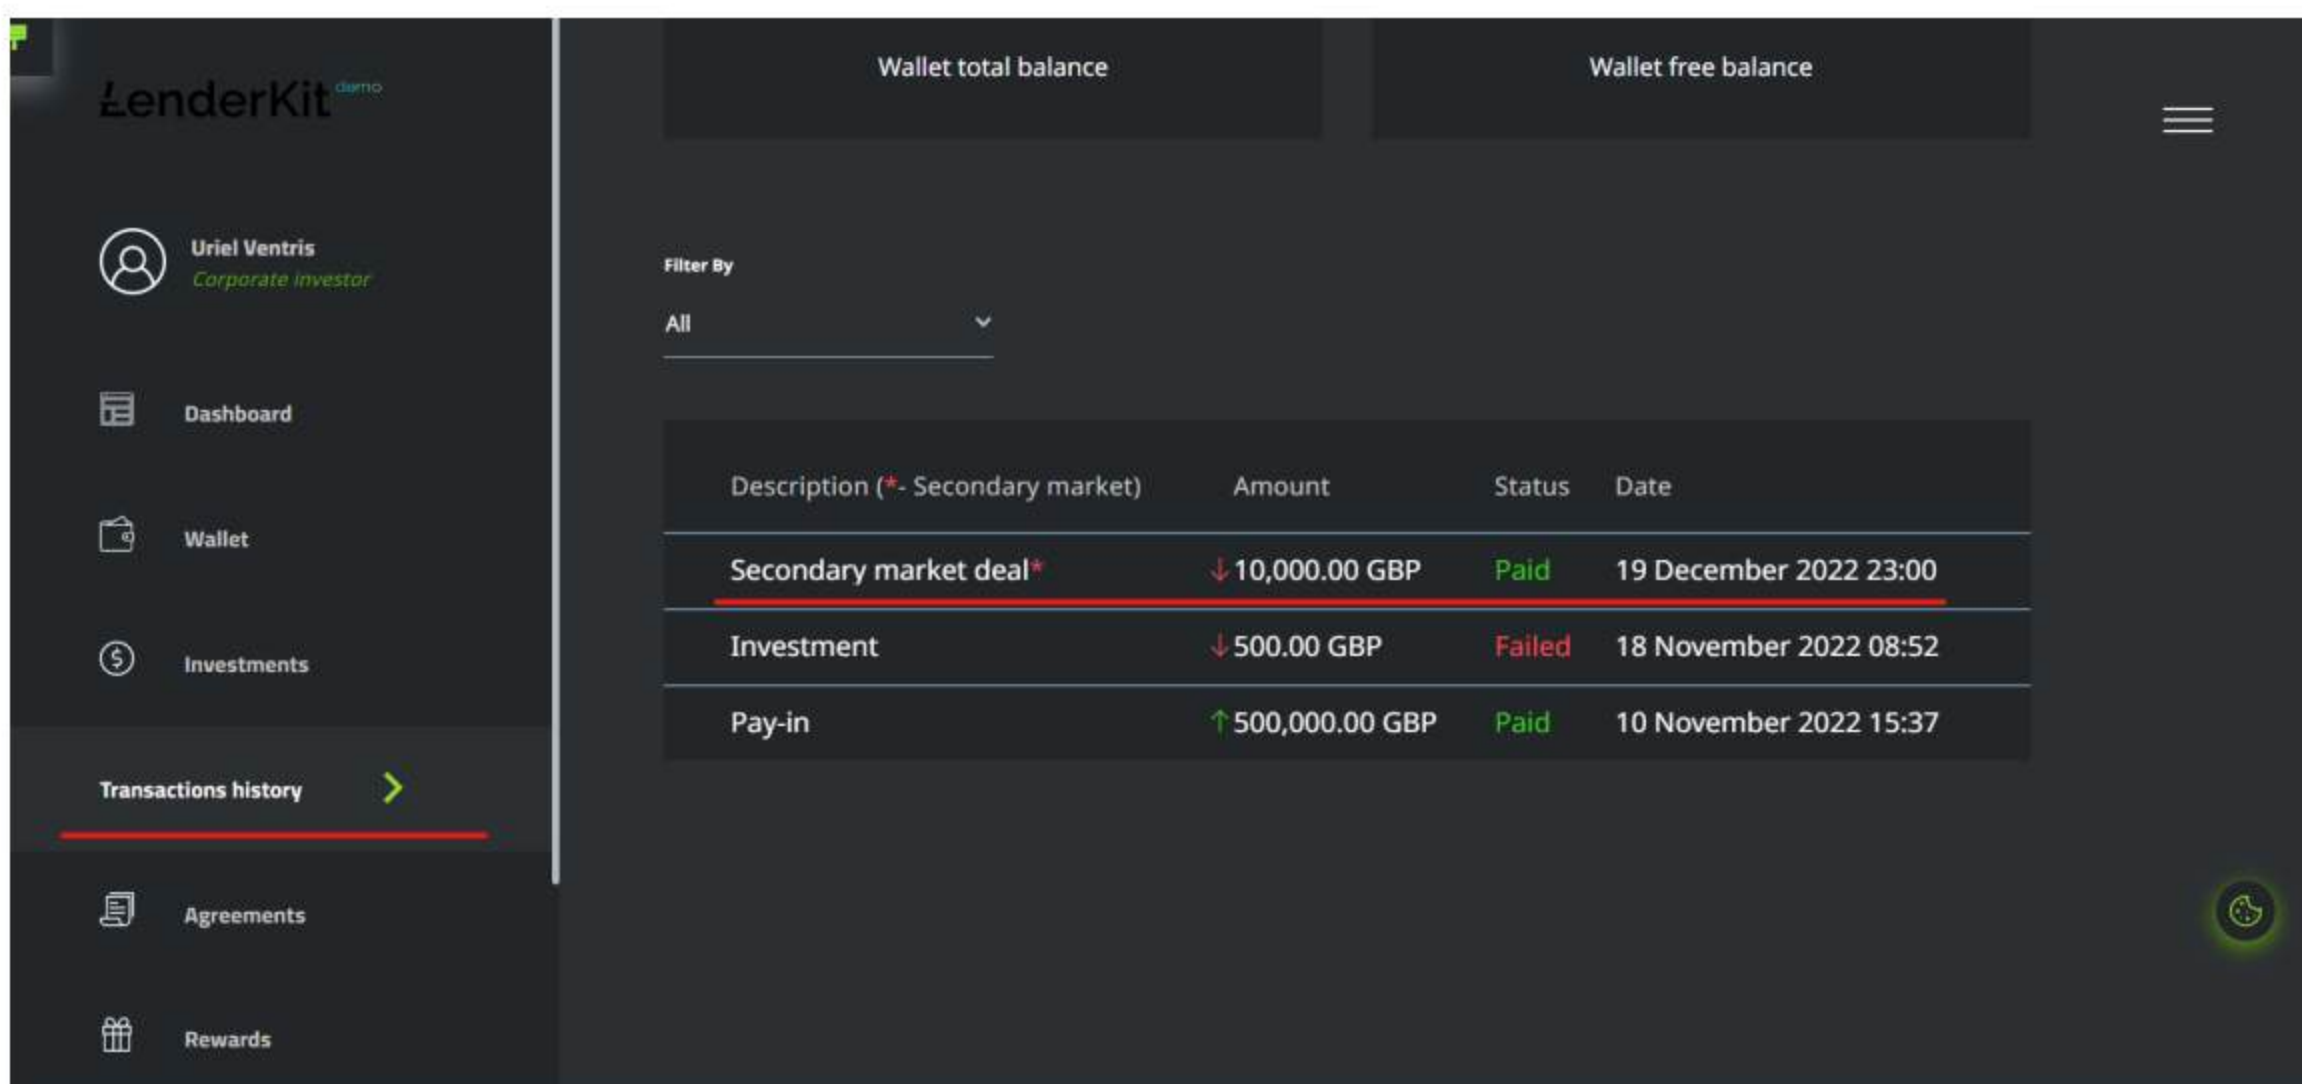 Wallet total balance
Wallet free balance
ŁenderKit demo
Uriel Ventris
Corporate investor
Dashboard
Wallet
Investments
Transactions history
Agreements
Rewards
Filter By
All
Description (*- Secondary market) Amount Status Date
Secondary market deal* ↓10,000.00 GBP Paid 19 December 2022 23:00
Investment ↓500.00 GBP Failed 18 November 2022 08:52
Pay-in ↑500,000.00 GBP Paid 10 November 2022 15:37